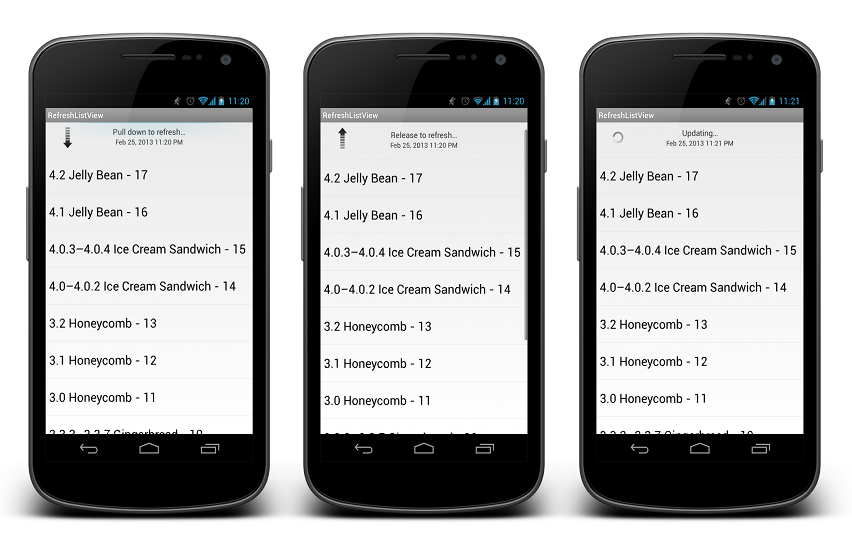 11:20
RefreshListView
Pull down to refresh...
Feb 25, 2013 11:20 PM
4.2 Jelly Bean - 17
4.1 Jelly Bean - 16
4.0.3–4.0.4 Ice Cream Sandwich - 15
4.0–4.0.2 Ice Cream Sandwich - 14
3.2 Honeycomb - 13
3.1 Honeycomb - 12
3.0 Honeycomb - 11
11:20
RefreshListView
Release to refresh...
Feb 25, 2013 11:20 PM
4.2 Jelly Bean - 17
4.1 Jelly Bean - 16
4.0.3–4.0.4 Ice Cream Sandwich - 15
4.0–4.0.2 Ice Cream Sandwich - 14
3.2 Honeycomb - 13
3.1 Honeycomb - 12
3.0 Honeycomb - 11
11:21
RefreshListView
Updating...
Feb 25, 2013 11:21 PM
4.2 Jelly Bean - 17
4.1 Jelly Bean - 16
4.0.3–4.0.4 Ice Cream Sandwich - 15
4.0–4.0.2 Ice Cream Sandwich - 14
3.2 Honeycomb - 13
3.1 Honeycomb - 12
3.0 Honeycomb - 11